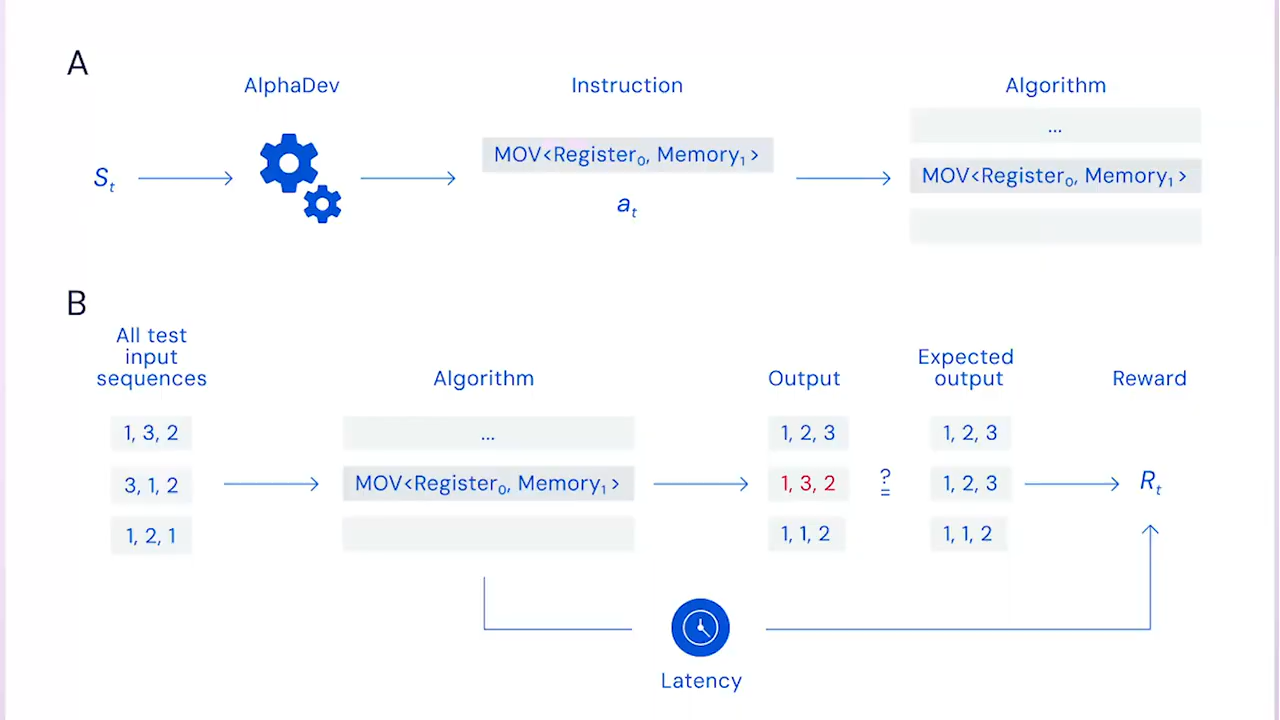 A
AlphaDev
Instruction
Algorithm
...
Sₜ
MOV<Register₀, Memory₁>
MOV<Register₀, Memory₁>
aₜ
B
All test
input
sequences
Algorithm
Output
Expected
output
Reward
1, 3, 2
...
1, 2, 3
1, 2, 3
3, 1, 2
MOV<Register₀, Memory₁>
1, 3, 2
?
=
1, 2, 3
Rₜ
1, 2, 1
1, 1, 2
1, 1, 2
Latency